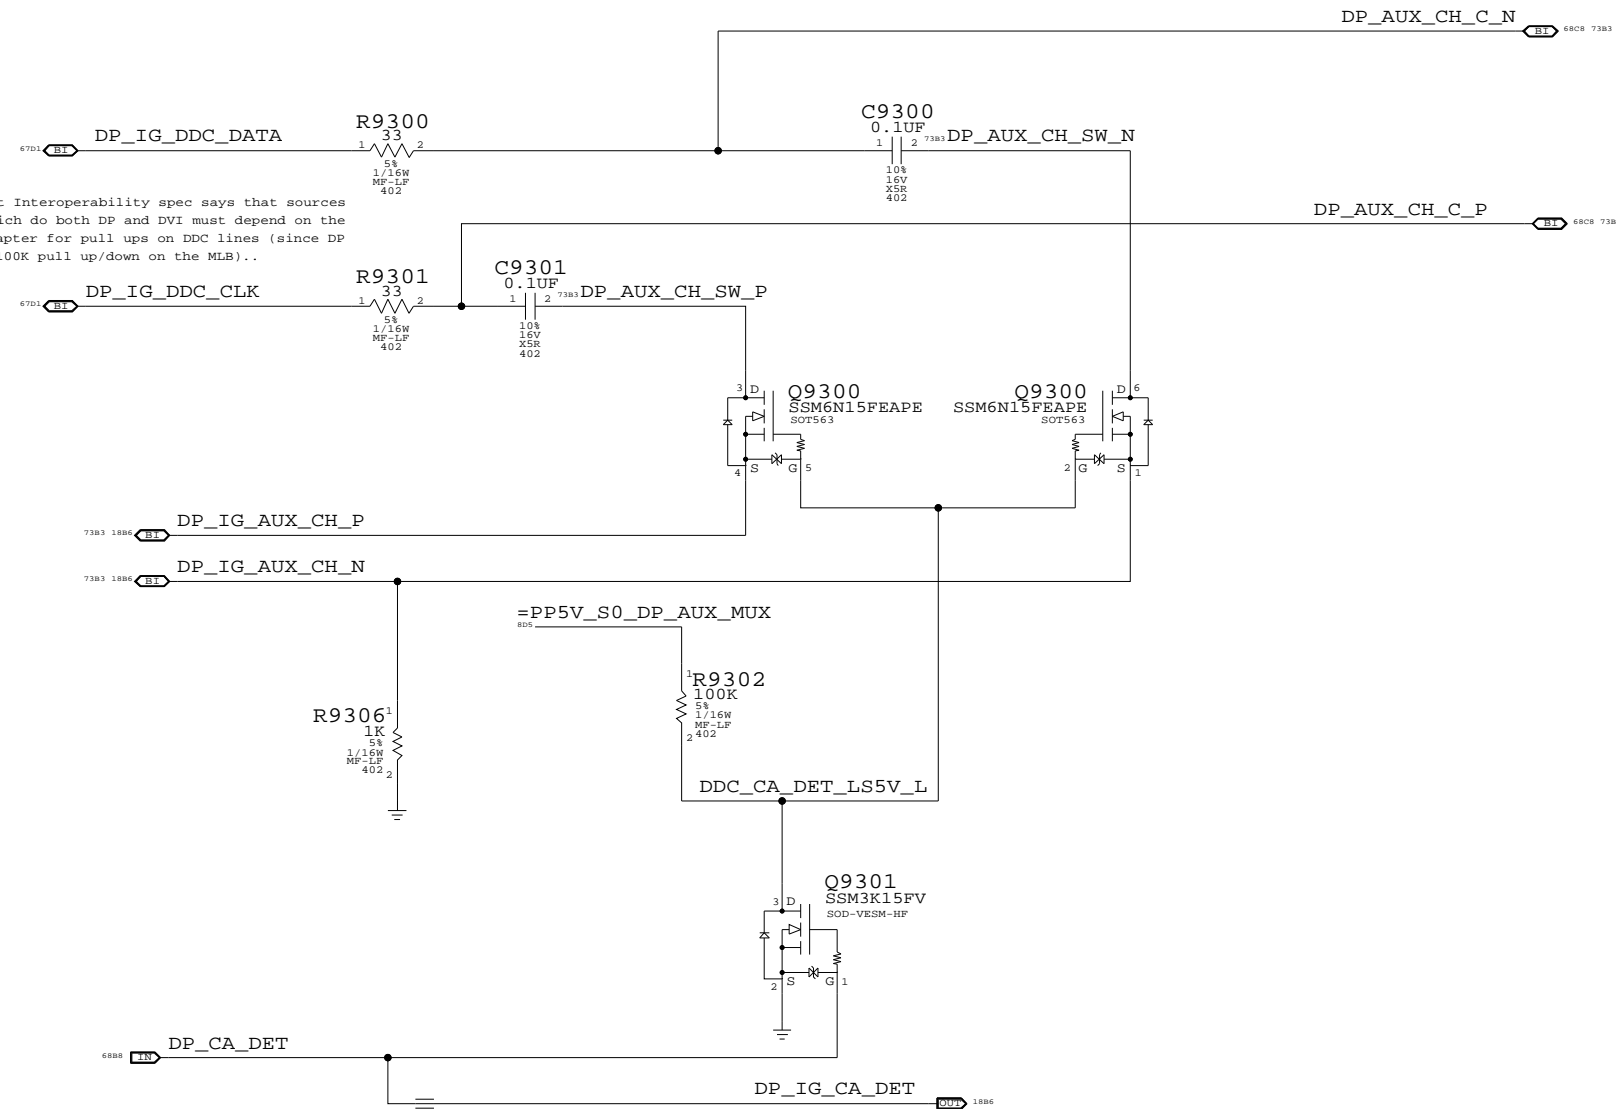 DP_AUX_CH_C_N
BI 68C8 73B3
DP_IG_DDC_DATA
67D1 BI
R9300
33
1 2
5%
1/16W
MF-LF
402
C9300
0.1UF
1 2
10%
16V
X5R
402
73B3 DP_AUX_CH_SW_N
t Interoperability spec says that sources
ich do both DP and DVI must depend on the
apter for pull ups on DDC lines (since DP
100K pull up/down on the MLB)..
DP_AUX_CH_C_P
BI 68C8 73B
DP_IG_DDC_CLK
67D1 BI
R9301
33
1 2
5%
1/16W
MF-LF
402
C9301
0.1UF
1 2
10%
16V
X5R
402
73B3 DP_AUX_CH_SW_P
3 D
Q9300
SSM6N15FEAPE
SOT563
4 S G 5
Q9300
SSM6N15FEAPE
SOT563
D 6
2 G S 1
DP_IG_AUX_CH_P
73B3 18B6 BI
DP_IG_AUX_CH_N
73B3 18B6 BI
=PP5V_S0_DP_AUX_MUX
8D5
1
R9302
100K
5%
1/16W
MF-LF
402
2
R9306
1
1K
5%
1/16W
MF-LF
402
2
DDC_CA_DET_LS5V_L
Q9301
SSM3K15FV
SOD-VESM-HF
3 D
2 S G 1
DP_CA_DET
68B8 IN
DP_IG_CA_DET
OUT 18B6